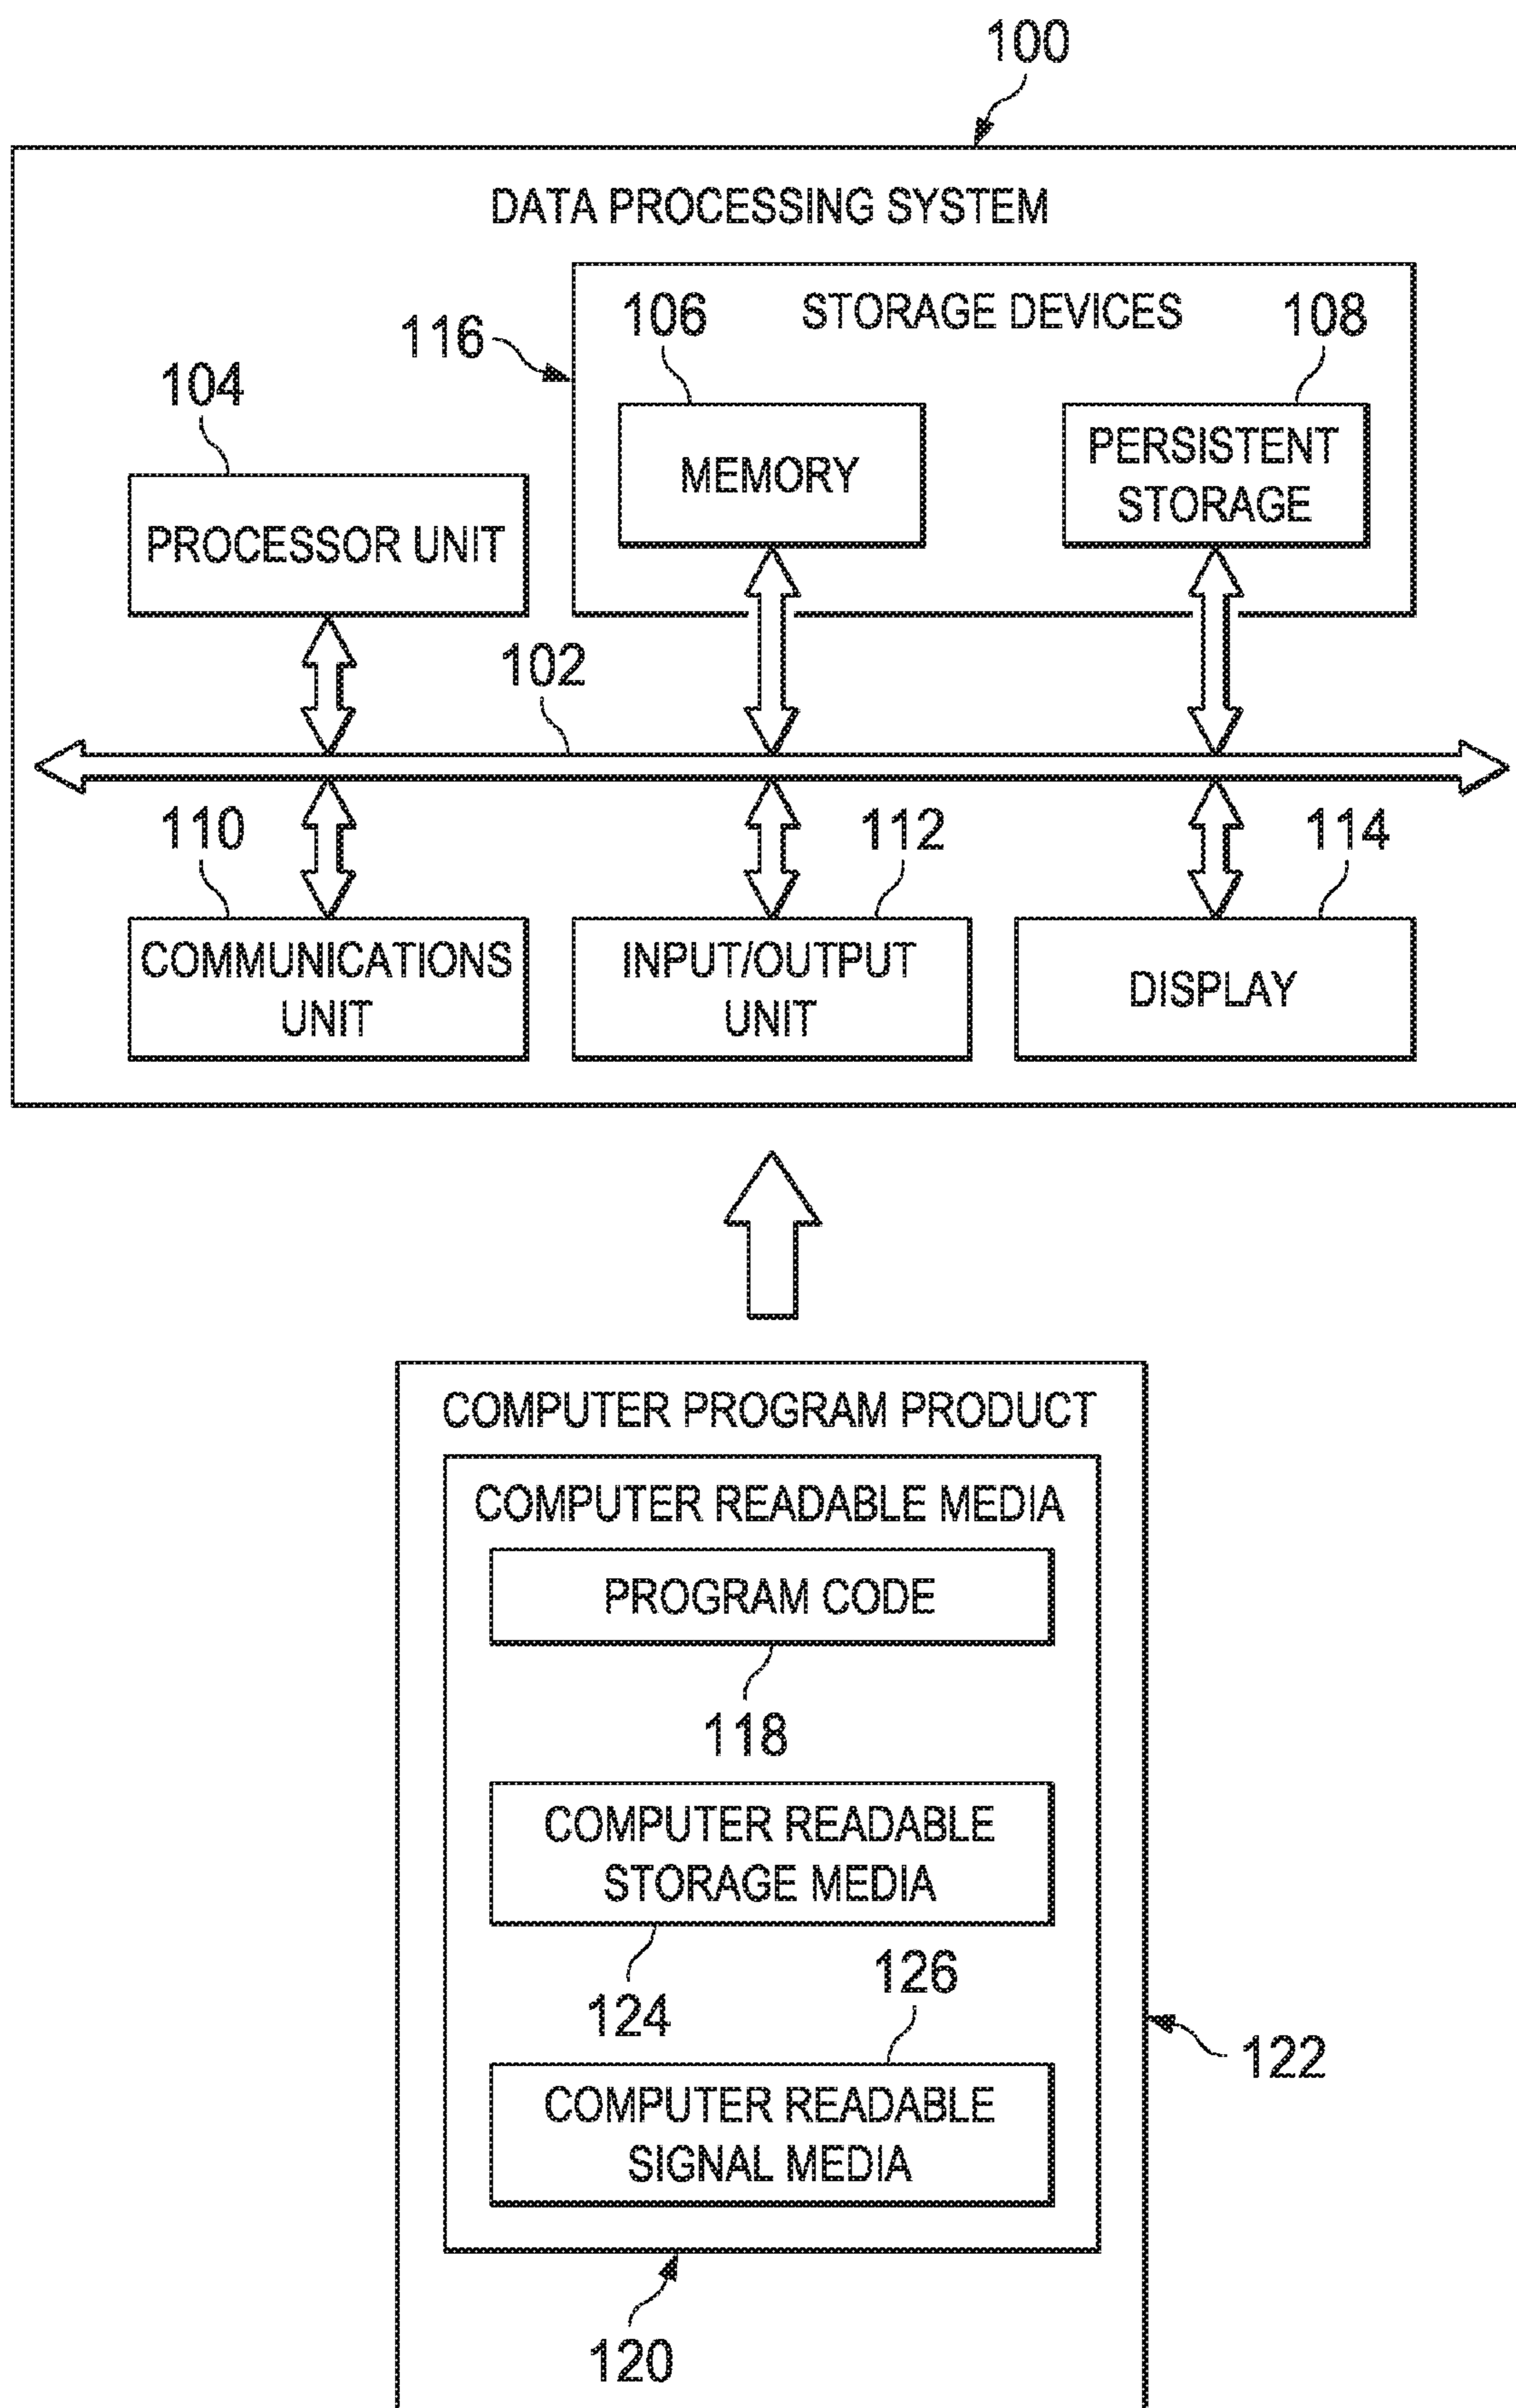 100
DATA PROCESSING SYSTEM
116
106
STORAGE DEVICES
108
104
MEMORY
PERSISTENT
STORAGE
PROCESSOR UNIT
102
110
112
114
COMMUNICATIONS
UNIT
INPUT/OUTPUT
UNIT
DISPLAY
COMPUTER PROGRAM PRODUCT
COMPUTER READABLE MEDIA
PROGRAM CODE
118
COMPUTER READABLE
STORAGE MEDIA
124
126
COMPUTER READABLE
SIGNAL MEDIA
122
120